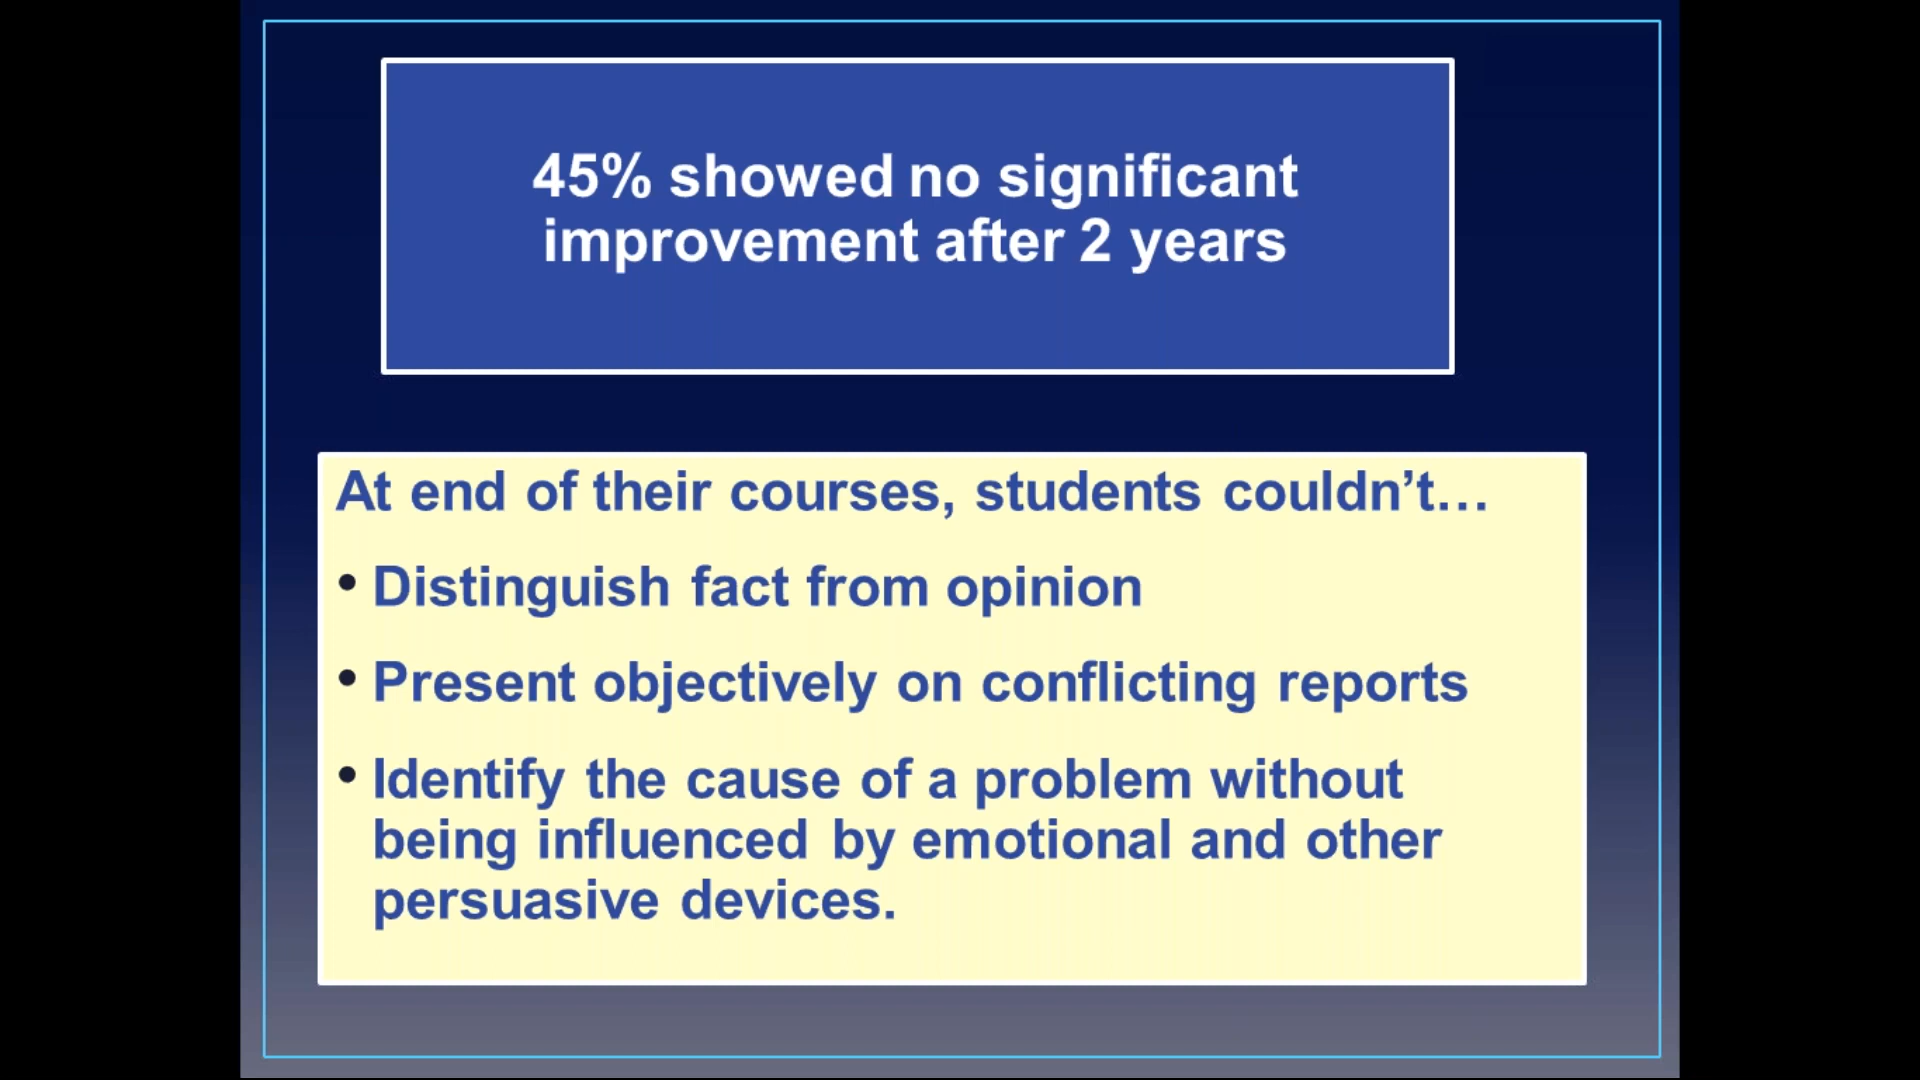 45% showed no significant
improvement after 2 years
At end of their courses, students couldn’t…
• Distinguish fact from opinion
• Present objectively on conflicting reports
• Identify the cause of a problem without
being influenced by emotional and other
persuasive devices.